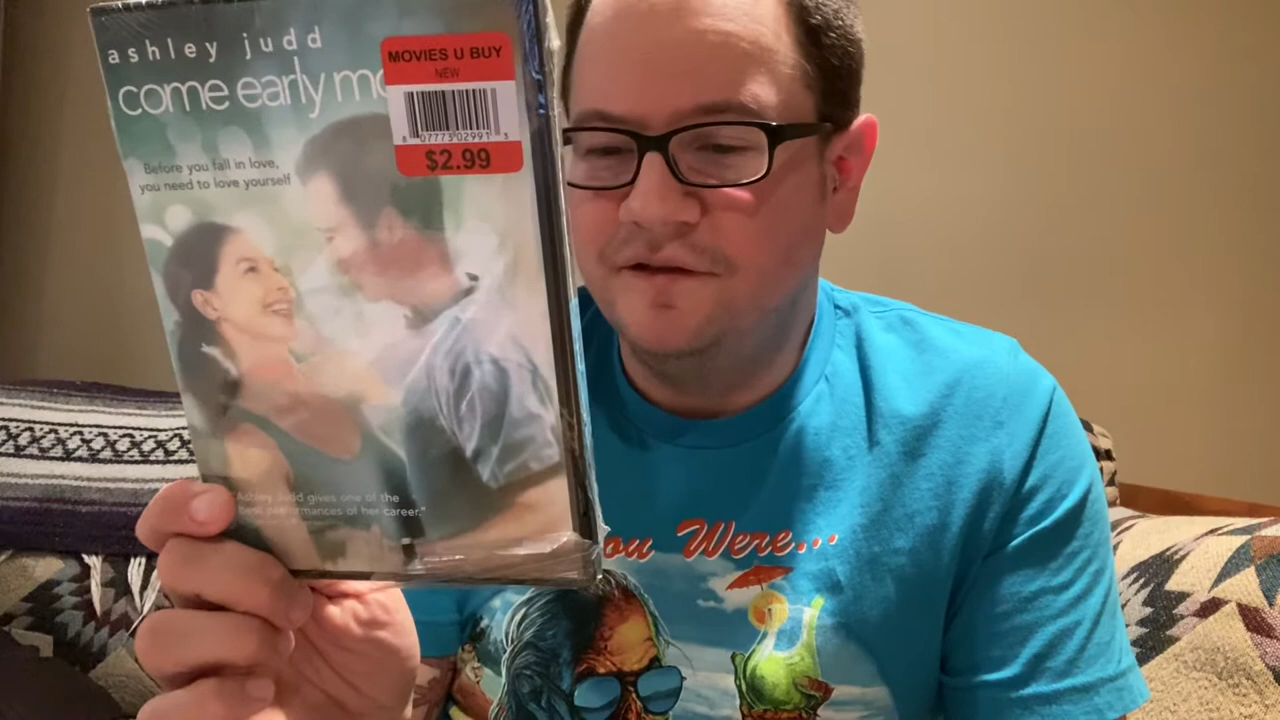 ashley judd
come early mo
MOVIES U BUY
NEW
8 07773 02991 3
$2.99
Before you fall in love,
you need to love yourself
"Ashley Judd gives one of the
best performances of her career."
ou Were...